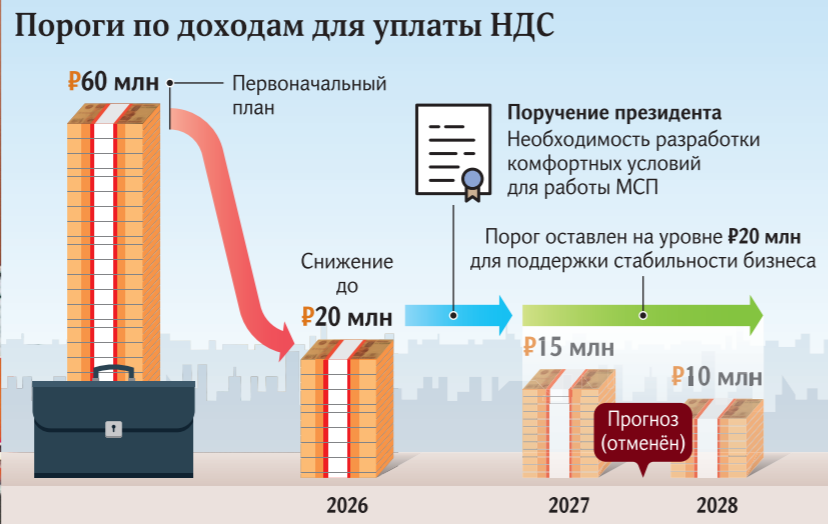 Пороги по доходам для уплаты НДС
₽60 млн
Первоначальный
план
Поручение президента
Необходимость разработки
комфортных условий
для работы МСП
Снижение
до
₽20 млн
Порог оставлен на уровне ₽20 млн
для поддержки стабильности бизнеса
₽15 млн
₽10 млн
Прогноз
(отменён)
2026
2027
2028